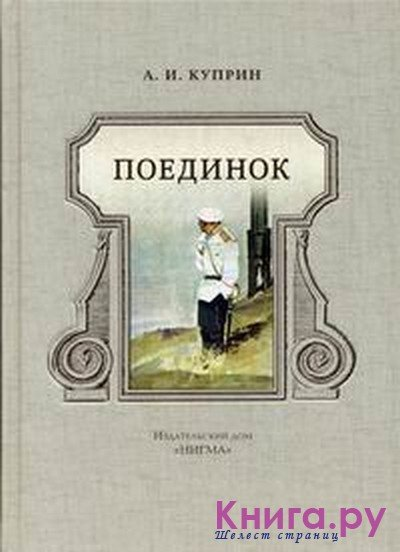 А. И. КУПРИН
ПОЕДИНОК
Издательский дом
«НИГМА»
Книга.ру
Шелест страниц